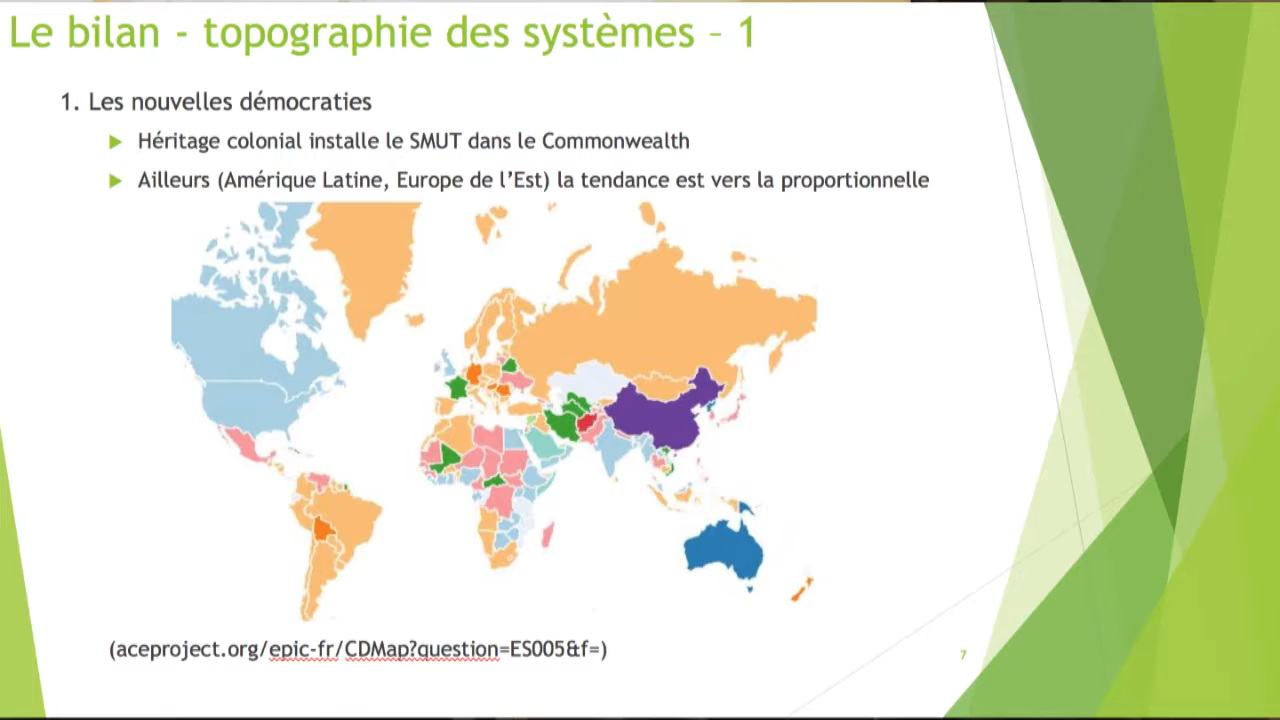 Le bilan - topographie des systèmes – 1
1. Les nouvelles démocraties
Héritage colonial installe le SMUT dans le Commonwealth
Ailleurs (Amérique Latine, Europe de l'Est) la tendance est vers la proportionnelle
(aceproject.org/epic-fr/CDMap?question=ES005&f=)
7